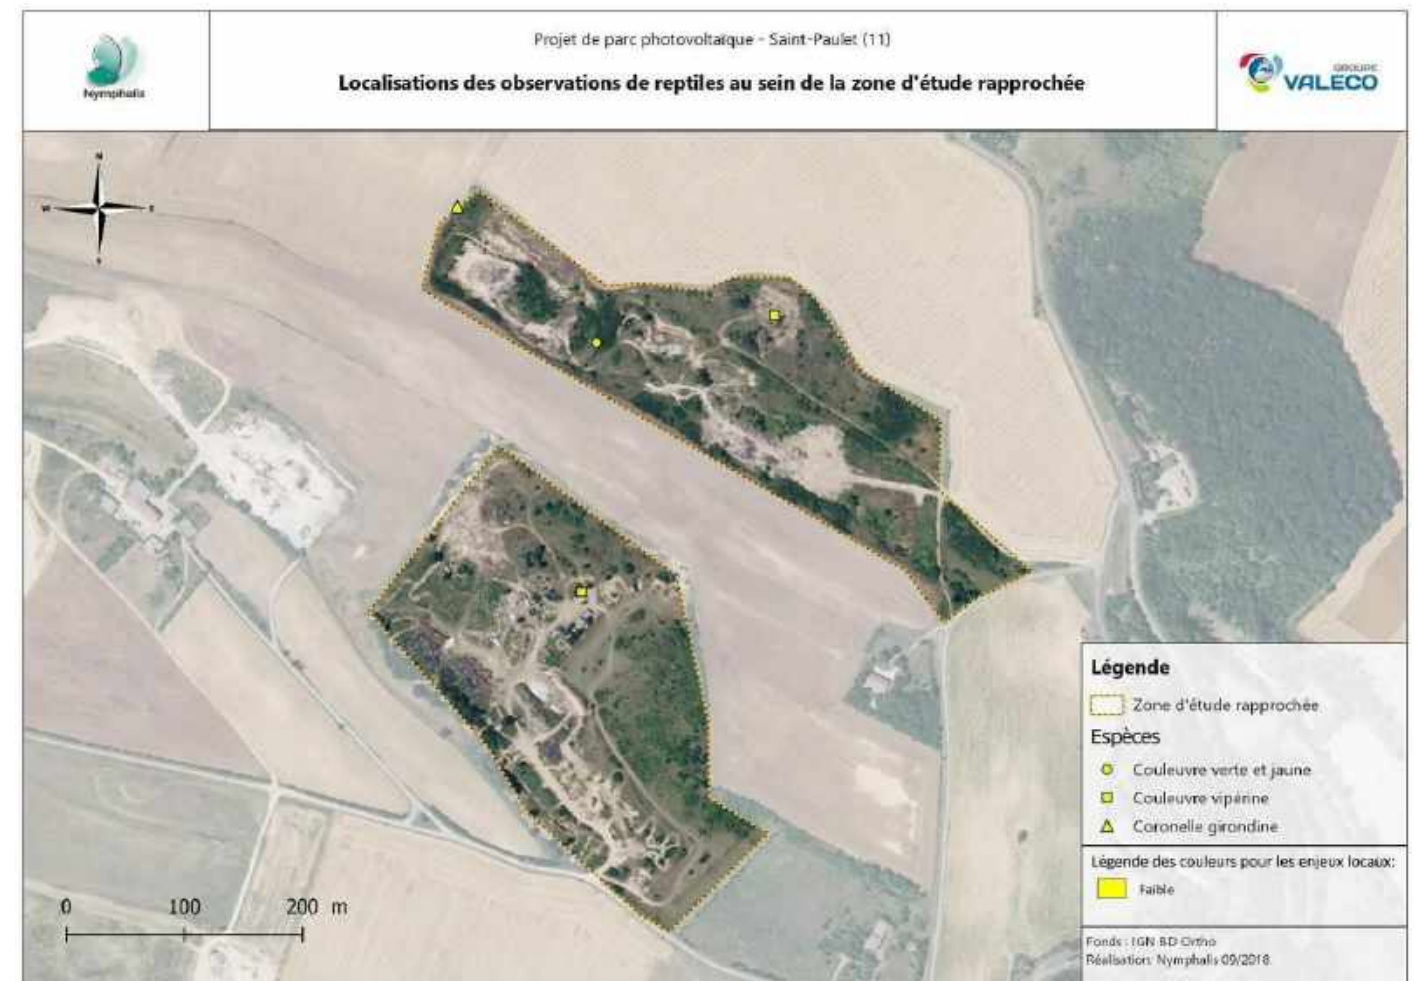 Projet de parc photovoltaïque - Saint-Paulet (11)
Localisations des observations de reptiles au sein de la zone d'étude rapprochée
Nymphalis
GROUPE
VALECO
N
W
E
S
Légende
Zone d'étude rapprochée
Espèces
Couleuvre verte et jaune
Couleuvre vipérine
Coronelle girondine
Légende des couleurs pour les enjeux locaux:
Faible
0 100 200 m
Fonds : IGN BD Ortho
Réalisation: Nymphalis 09/2018